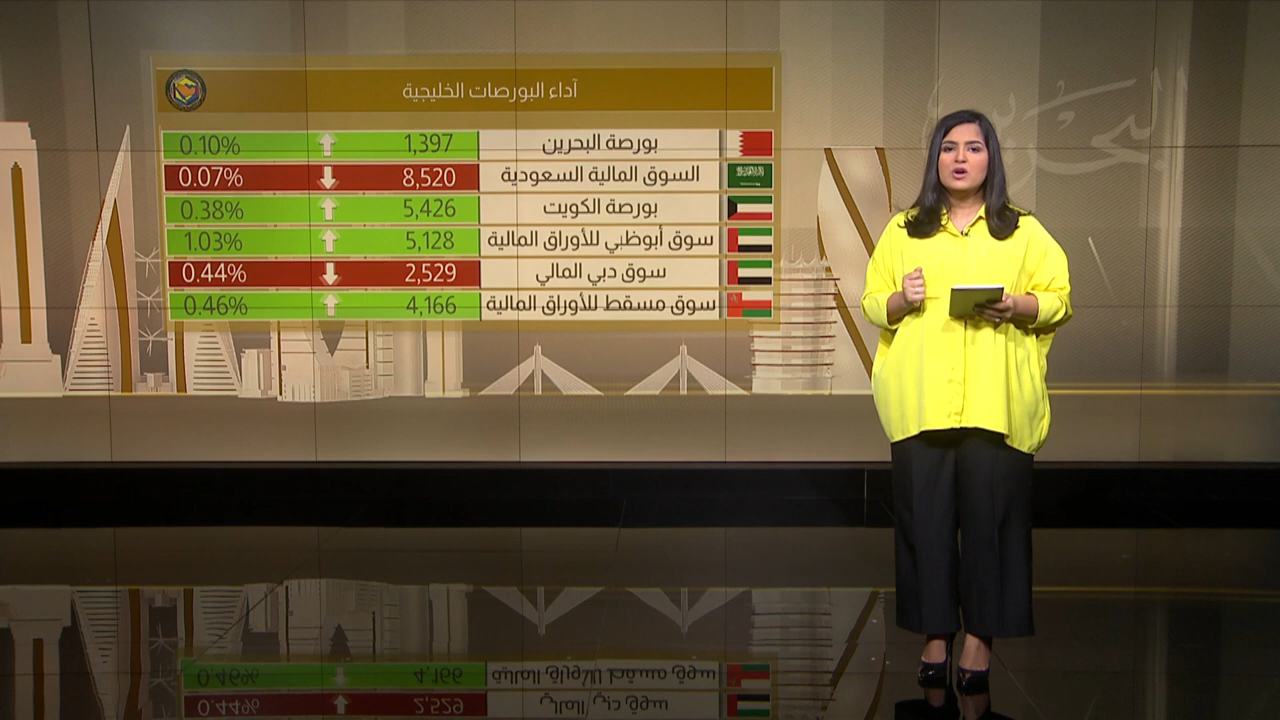 أداء البورصات الخليجية
بورصة البحرين 1,397 0.10%
السوق المالية السعودية 8,520 0.07%
بورصة الكويت 5,426 0.38%
سوق أبوظبي للأوراق المالية 5,128 1.03%
سوق دبي المالي 2,529 0.44%
سوق مسقط للأوراق المالية 4,166 0.46%
البحرين